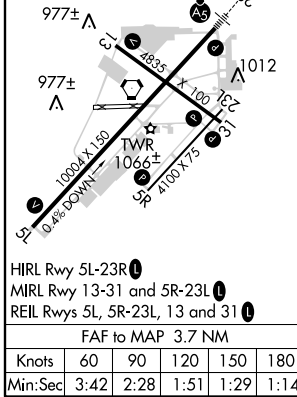 977±
A5
2
13
V
P
4835 X 100
1012
977±
23L
P
31
P
TWR
1066±
10004 X 150
0.4% DOWN
P
4100 X 75
V
5L
5R
HIRL Rwy 5L-23R L
MIRL Rwy 13-31 and 5R-23L L
REIL Rwys 5L, 5R-23L, 13 and 31 L
FAF to MAP 3.7 NM
Knots 60 90 120 150 180
Min:Sec 3:42 2:28 1:51 1:29 1:14